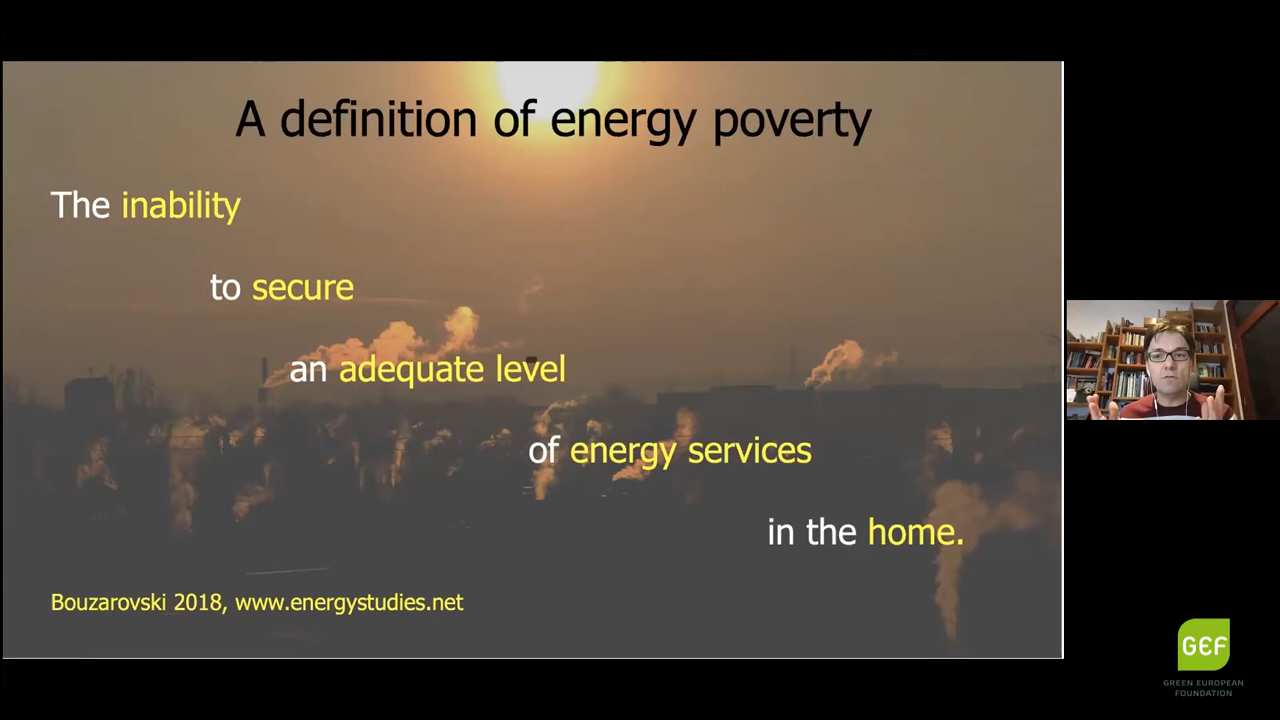 A definition of energy poverty
The inability
to secure
an adequate level
of energy services
in the home.
Bouzarovski 2018, www.energystudies.net
GEF
GREEN EUROPEAN
FOUNDATION